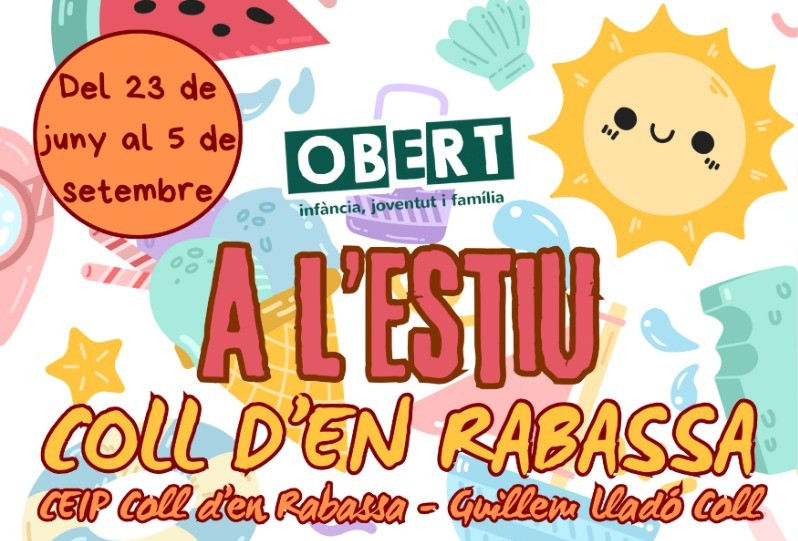 Del 23 de
juny al 5 de
setembre
OBERT
infància, joventut i família
A L'ESTIU
COLL D'EN RABASSA
CEIP Coll d'en Rabassa - Guillem Lladó Coll